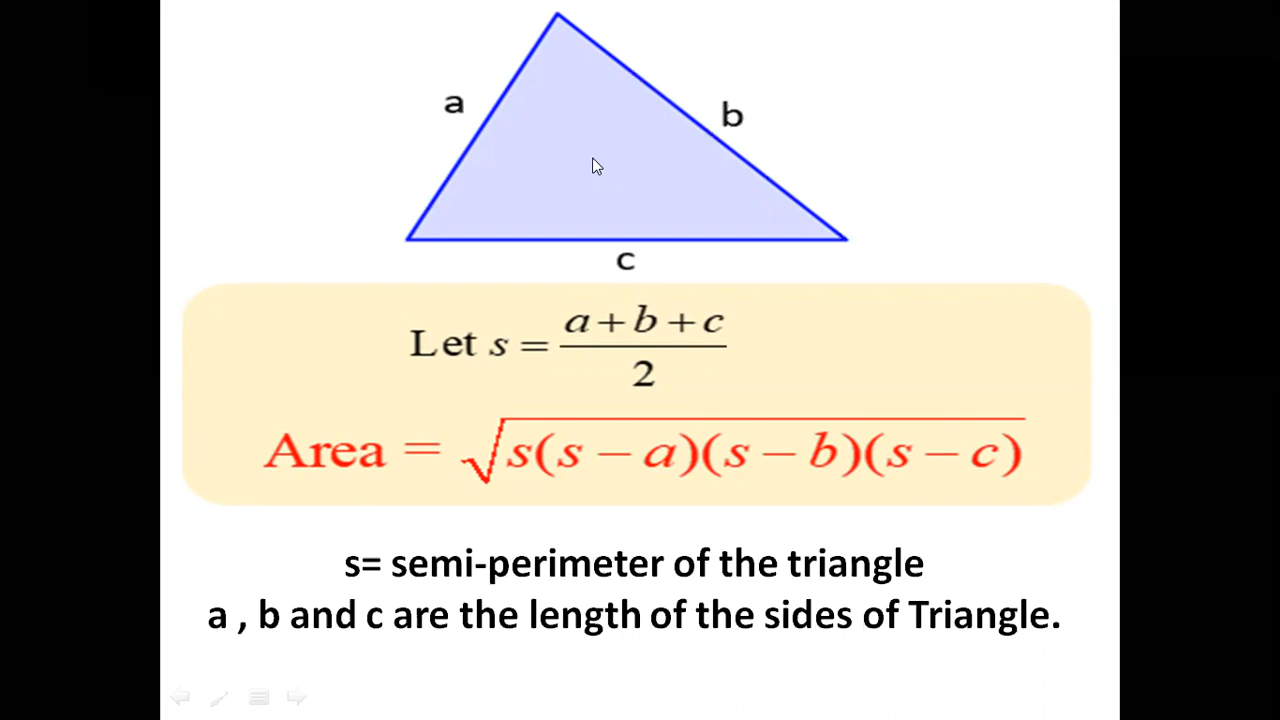 a
b
c
Let s = a+b+c/2
Area = √s(s−a)(s−b)(s−c)
s= semi-perimeter of the triangle
a , b and c are the length of the sides of Triangle.